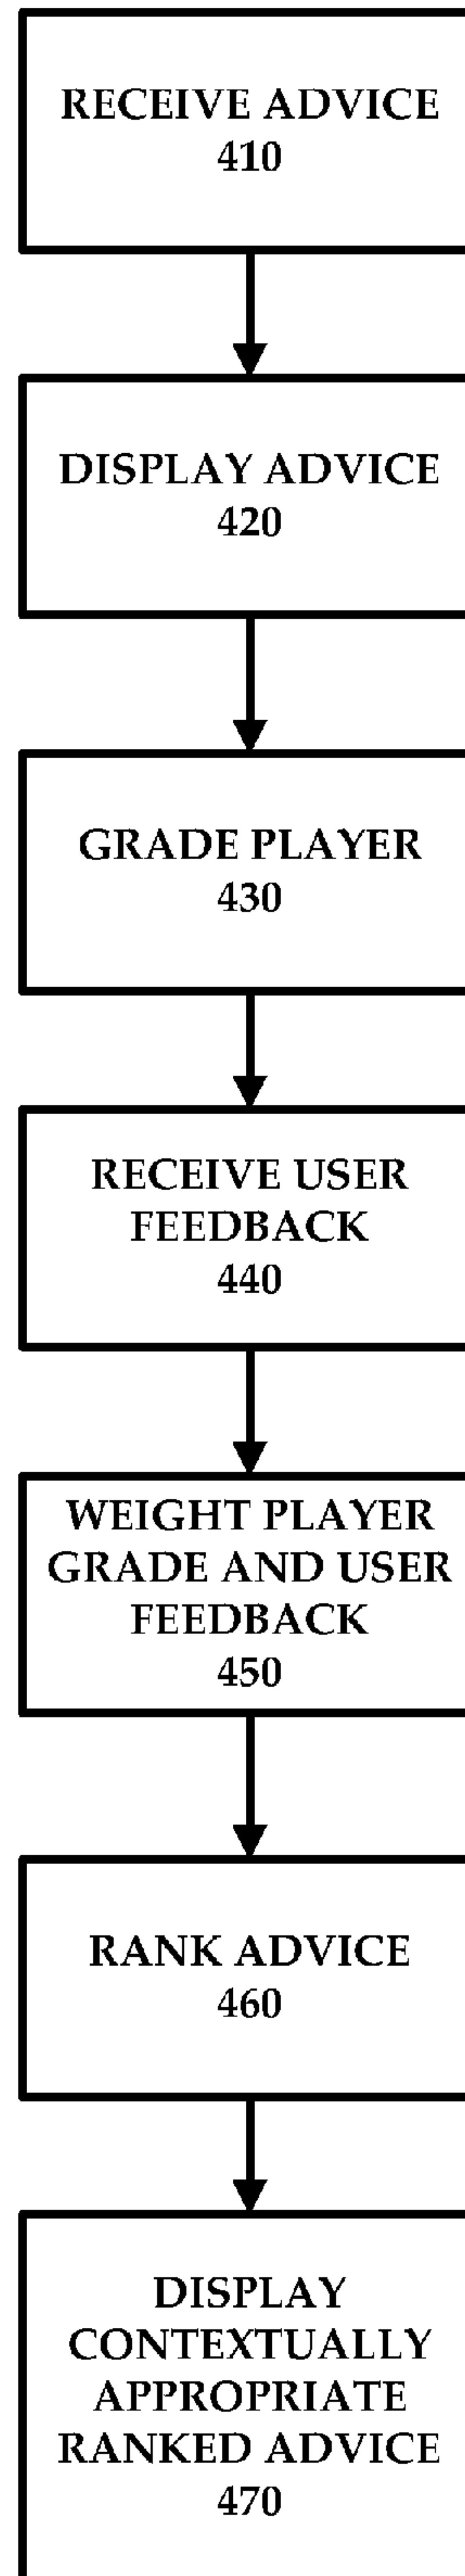 RECEIVE ADVICE
410
DISPLAY ADVICE
420
GRADE PLAYER
430
RECEIVE USER
FEEDBACK
440
WEIGHT PLAYER
GRADE AND USER
FEEDBACK
450
RANK ADVICE
460
DISPLAY
CONTEXTUALLY
APPROPRIATE
RANKED ADVICE
470